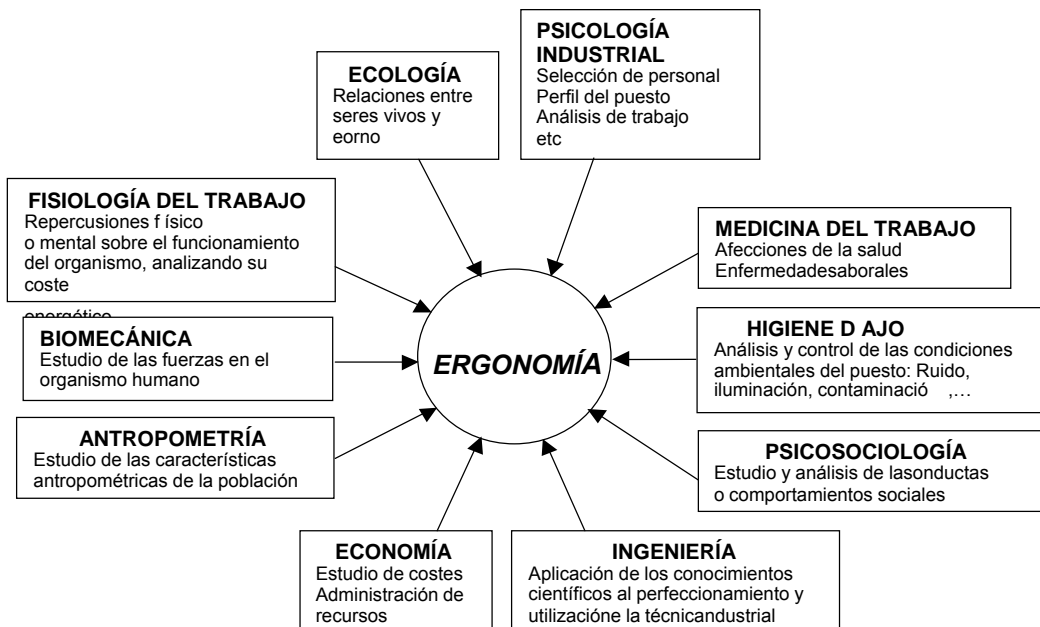 PSICOLOGÍA
INDUSTRIAL
Selección de personal
Perfil del puesto
Análisis de trabajo
etc
ECOLOGÍA
Relaciones entre
seres vivos y
eorno
FISIOLOGÍA DEL TRABAJO
Repercusiones f ísico
o mental sobre el funcionamiento
del organismo, analizando su
coste
energético
MEDICINA DEL TRABAJO
Afecciones de la salud
Enfermedadesaborales
BIOMECÁNICA
Estudio de las fuerzas en el
organismo humano
ERGONOMÍA
HIGIENE D AJO
Análisis y control de las condiciones
ambientales del puesto: Ruido,
iluminación, contaminació ,…
ANTROPOMETRÍA
Estudio de las características
antropométricas de la población
PSICOSOCIOLOGÍA
Estudio y análisis de lasonductas
o comportamientos sociales
ECONOMÍA
Estudio de costes
Administración de
recursos
INGENIERÍA
Aplicación de los conocimientos
científicos al perfeccionamiento y
utilizacióne la técnicandustrial